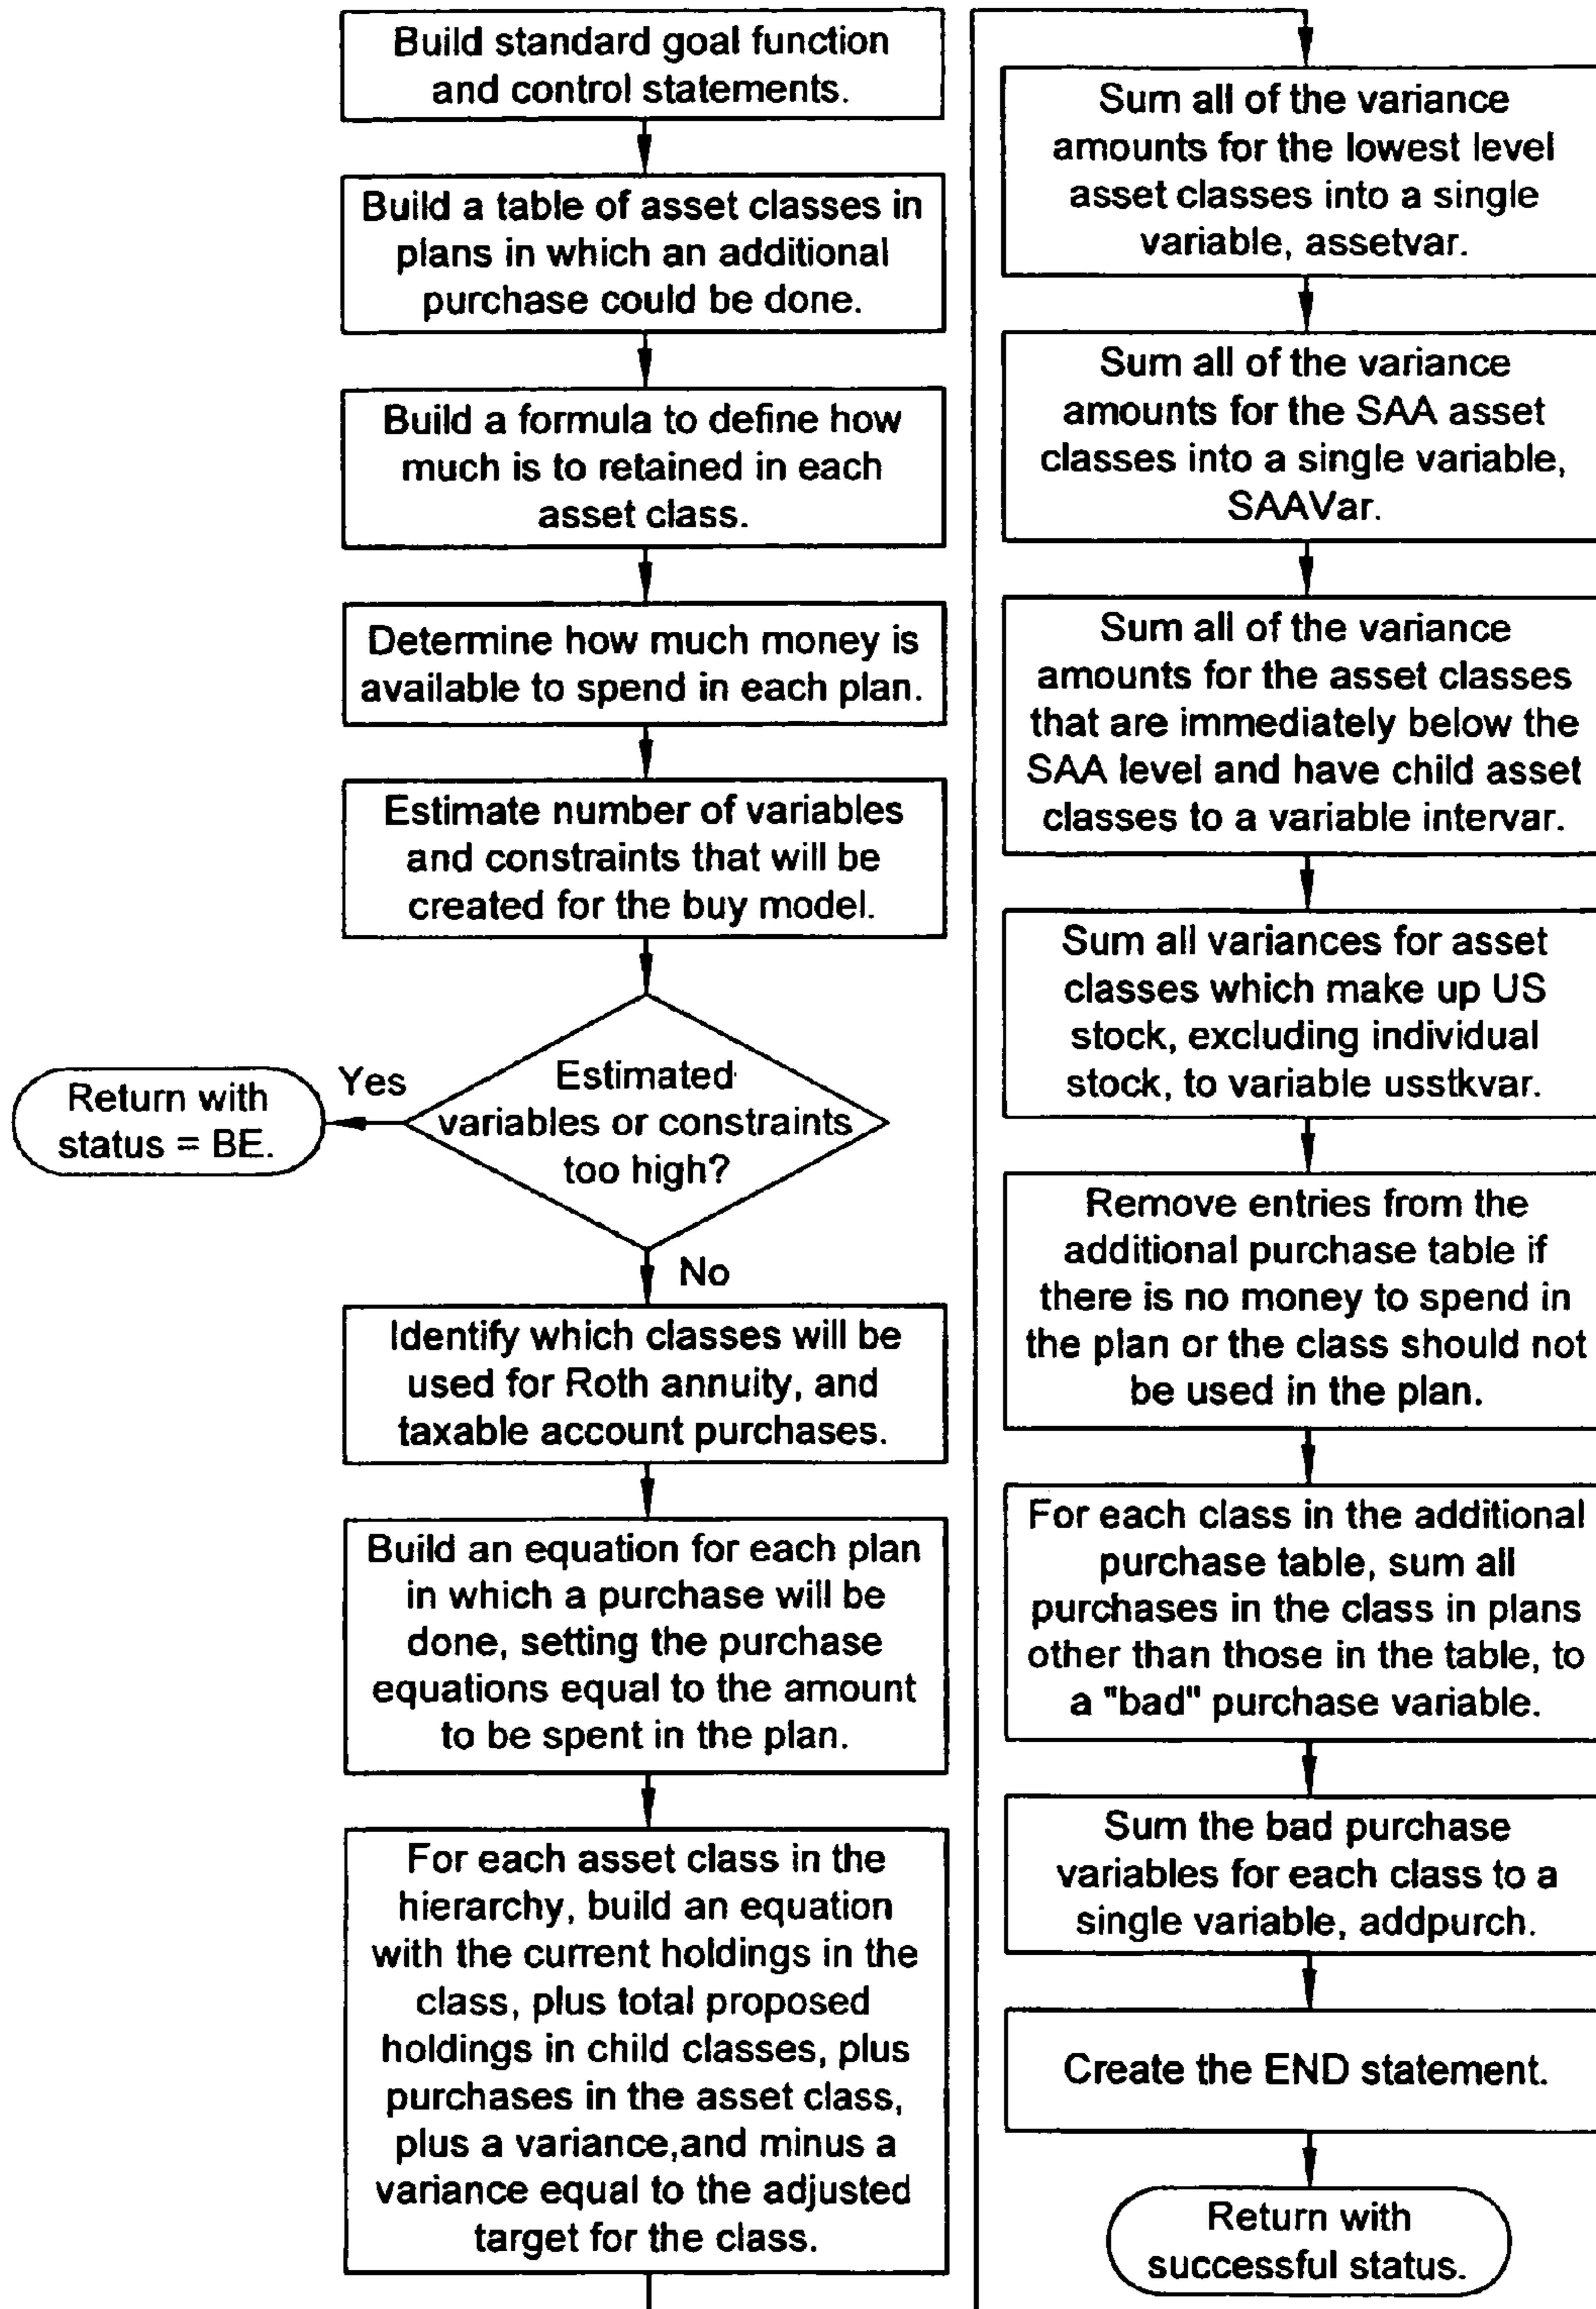 Build standard goal function
and control statements.
Build a table of asset classes in
plans in which an additional
purchase could be done.
Build a formula to define how
much is to retained in each
asset class.
Determine how much money is
available to spend in each plan.
Estimate number of variables
and constraints that will be
created for the buy model.
Estimated
variables or constraints
too high?
Yes
Return with
status = BE.
No
Identify which classes will be
used for Roth annuity, and
taxable account purchases.
Build an equation for each plan
in which a purchase will be
done, setting the purchase
equations equal to the amount
to be spent in the plan.
For each asset class in the
hierarchy, build an equation
with the current holdings in the
class, plus total proposed
holdings in child classes, plus
purchases in the asset class,
plus a variance,and minus a
variance equal to the adjusted
target for the class.
Sum all of the variance
amounts for the lowest level
asset classes into a single
variable, assetvar.
Sum all of the variance
amounts for the SAA asset
classes into a single variable,
SAAVar.
Sum all of the variance
amounts for the asset classes
that are immediately below the
SAA level and have child asset
classes to a variable intervar.
Sum all variances for asset
classes which make up US
stock, excluding individual
stock, to variable usstkvar.
Remove entries from the
additional purchase table if
there is no money to spend in
the plan or the class should not
be used in the plan.
For each class in the additional
purchase table, sum all
purchases in the class in plans
other than those in the table, to
a "bad" purchase variable.
Sum the bad purchase
variables for each class to a
single variable, addpurch.
Create the END statement.
Return with
successful status.